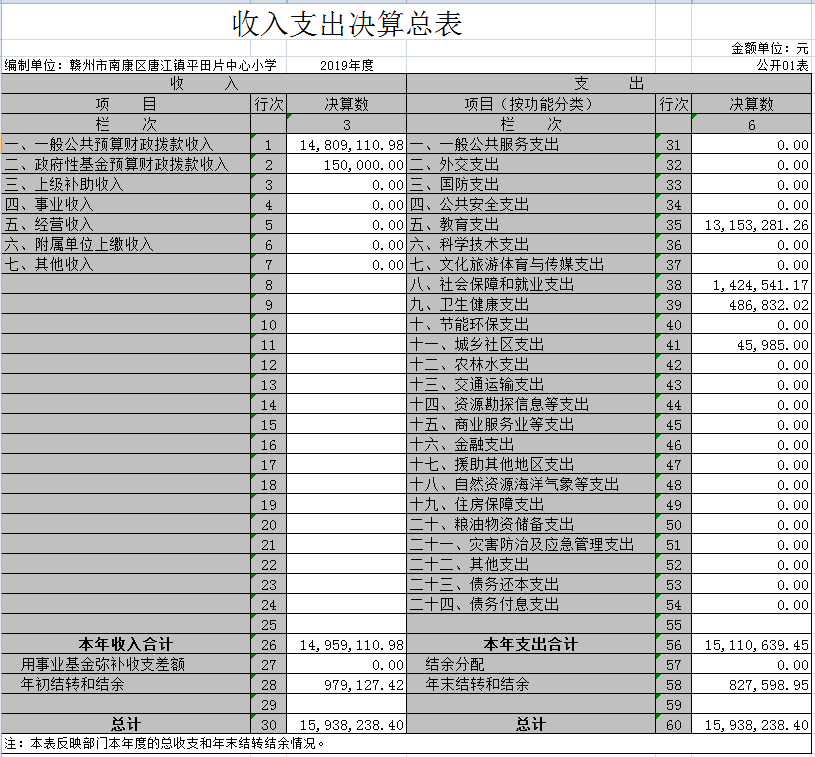 收入支出决算总表
金额单位：元
编制单位：赣州市南康区唐江镇平田片中心小学 2019年度 公开01表
收 入 支 出
项 目 行次 决算数 项目（按功能分类） 行次 决算数
栏 次 3 栏 次 6
一、一般公共预算财政拨款收入 1 14,809,110.98 一、一般公共服务支出 31 0.00
二、政府性基金预算财政拨款收入 2 150,000.00 二、外交支出 32 0.00
三、上级补助收入 3 0.00 三、国防支出 33 0.00
四、事业收入 4 0.00 四、公共安全支出 34 0.00
五、经营收入 5 0.00 五、教育支出 35 13,153,281.26
六、附属单位上缴收入 6 0.00 六、科学技术支出 36 0.00
七、其他收入 7 0.00 七、文化旅游体育与传媒支出 37 0.00
8 八、社会保障和就业支出 38 1,424,541.17
9 九、卫生健康支出 39 486,832.02
10 十、节能环保支出 40 0.00
11 十一、城乡社区支出 41 45,985.00
12 十二、农林水支出 42 0.00
13 十三、交通运输支出 43 0.00
14 十四、资源勘探信息等支出 44 0.00
15 十五、商业服务业等支出 45 0.00
16 十六、金融支出 46 0.00
17 十七、援助其他地区支出 47 0.00
18 十八、自然资源海洋气象等支出 48 0.00
19 十九、住房保障支出 49 0.00
20 二十、粮油物资储备支出 50 0.00
21 二十一、灾害防治及应急管理支出 51 0.00
22 二十二、其他支出 52 0.00
23 二十三、债务还本支出 53 0.00
24 二十四、债务付息支出 54 0.00
25 55
本年收入合计 26 14,959,110.98 本年支出合计 56 15,110,639.45
用事业基金弥补收支差额 27 0.00 结余分配 57 0.00
年初结转和结余 28 979,127.42 年末结转和结余 58 827,598.95
29 59
总计 30 15,938,238.40 总计 60 15,938,238.40
注：本表反映部门本年度的总收支和年末结转结余情况。